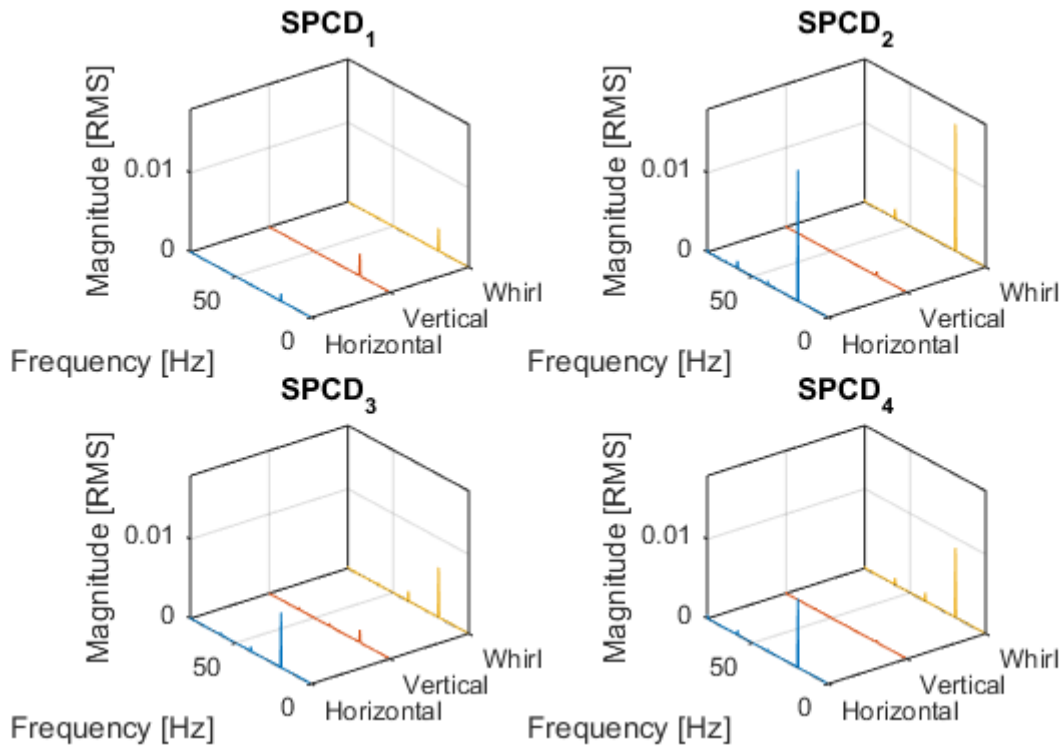 SPCD₁
Magnitude [RMS]
0.01
0
50
0
Frequency [Hz]
Horizontal
Vertical
Whirl
SPCD₂
Magnitude [RMS]
0.01
0
50
0
Frequency [Hz]
Horizontal
Vertical
Whirl
SPCD₃
Magnitude [RMS]
0.01
0
50
0
Frequency [Hz]
Horizontal
Vertical
Whirl
SPCD₄
Magnitude [RMS]
0.01
0
50
0
Frequency [Hz]
Horizontal
Vertical
Whirl